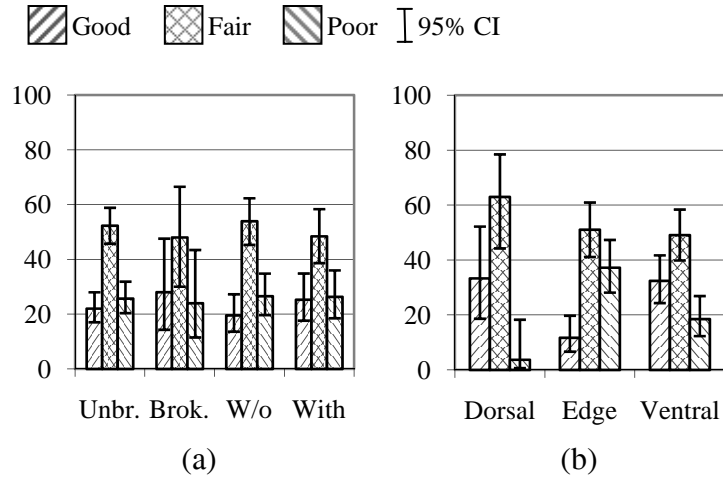 Good Fair Poor 95% CI
100 100
80 80
60 60
40 40
20 20
0 0
Unbr. Brok. W/o With Dorsal Edge Ventral
(a) (b)